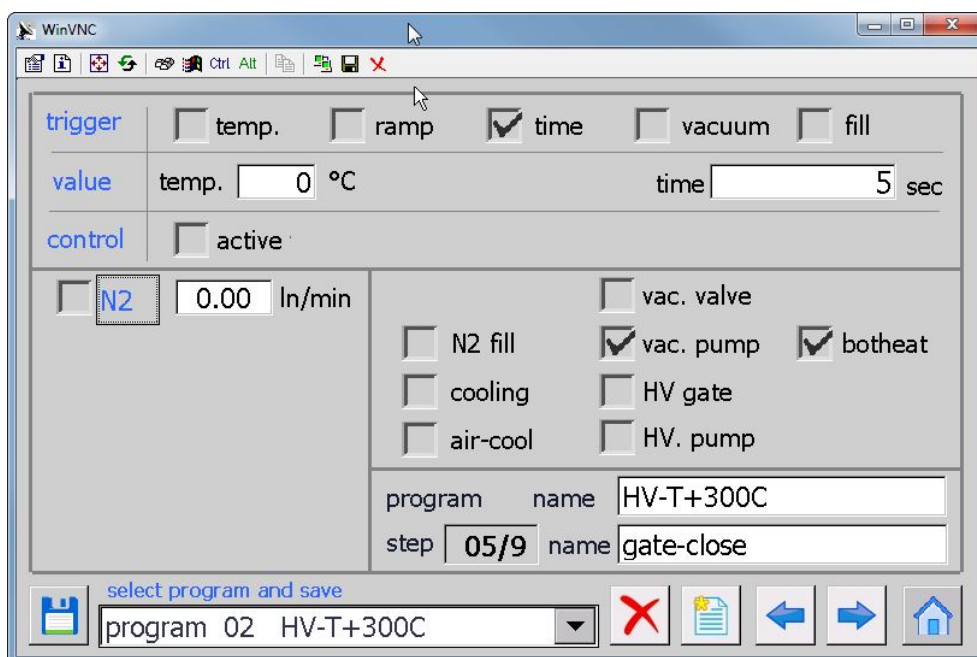 WinVNC
Ctrl Alt
trigger temp. ramp time vacuum fill
value temp. 0 °C time 5 sec
control active
N2 0.00 ln/min
vac. valve
N2 fill vac. pump botheat
cooling HV gate
air-cool HV. pump
program name HV-T+300C
step 05/9 name gate-close
select program and save
program 02 HV-T+300C